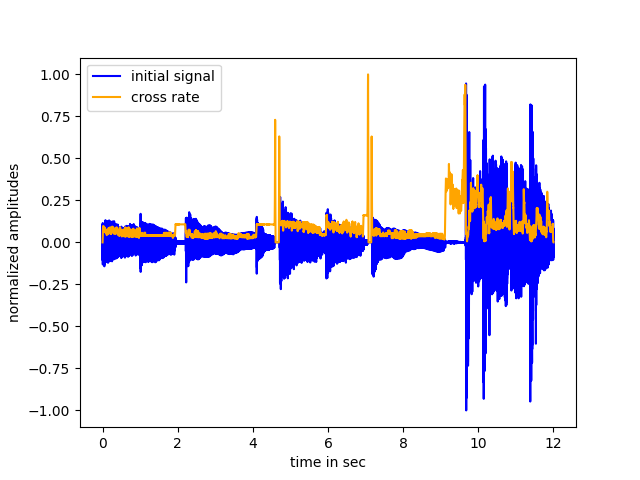 initial signal
cross rate
1.00
0.75
0.50
0.25
0.00
−0.25
−0.50
−0.75
−1.00
normalized amplitudes
0 2 4 6 8 10 12
time in sec